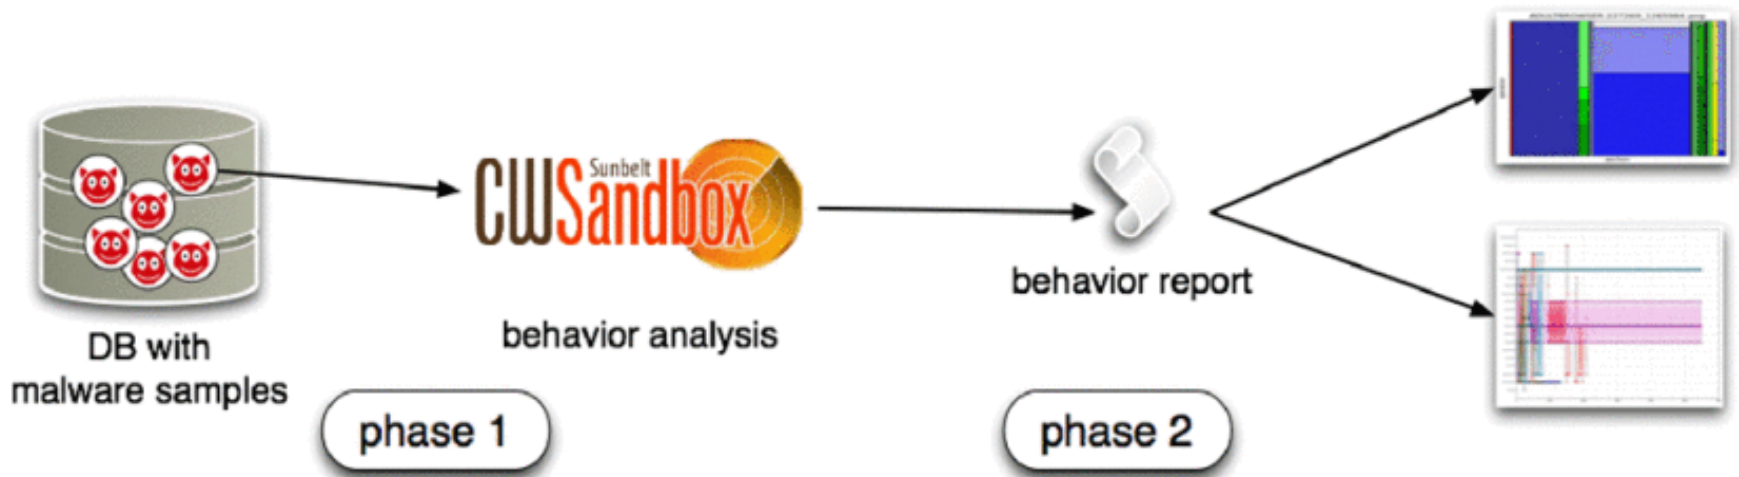 DB with
malware samples
Sunbelt
CWSandbox
behavior analysis
phase 1
behavior report
phase 2